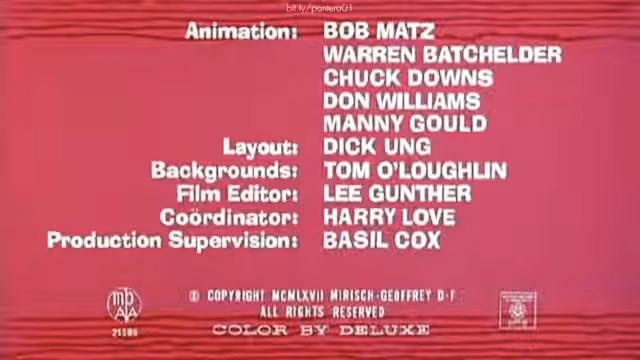 bit.ly/pantera01
Animation: BOB MATZ
WARREN BATCHELDER
CHUCK DOWNS
DON WILLIAMS
MANNY GOULD
Layout: DICK UNG
Backgrounds: TOM O'LOUGHLIN
Film Editor: LEE GUNTHER
Coördinator: HARRY LOVE
Production Supervision: BASIL COX
© COPYRIGHT MCMLXVII MIRISCH-GEOFFREY D-F
ALL RIGHTS RESERVED
COLOR BY DELUXE